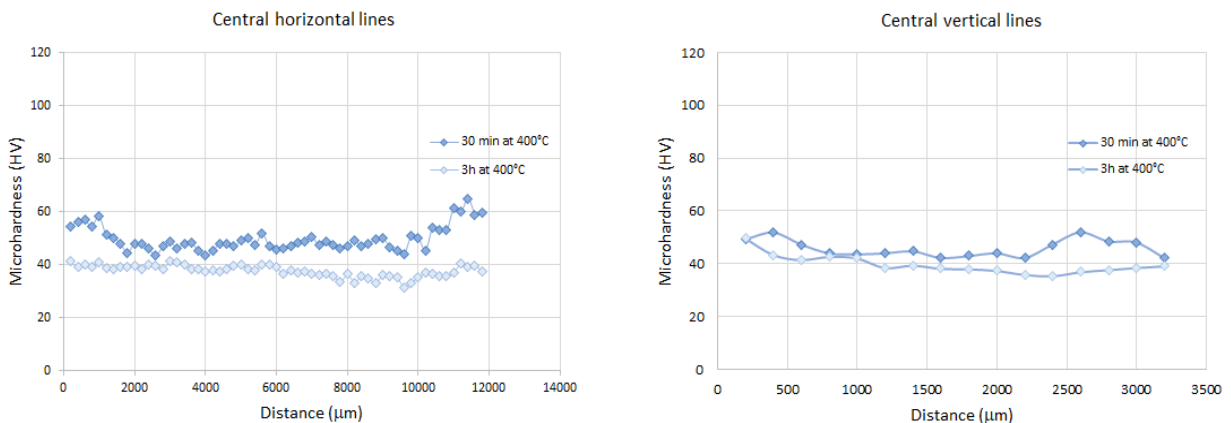 Central horizontal lines
120
100
80
60
40
20
0
0 2000 4000 6000 8000 10000 12000 14000
Microhardness (HV)
Distance (µm)
30 min at 400°C
3h at 400°C
Central vertical lines
120
100
80
60
40
20
0
0 500 1000 1500 2000 2500 3000 3500
Microhardness (HV)
Distance (µm)
30 min at 400°C
3h at 400°C